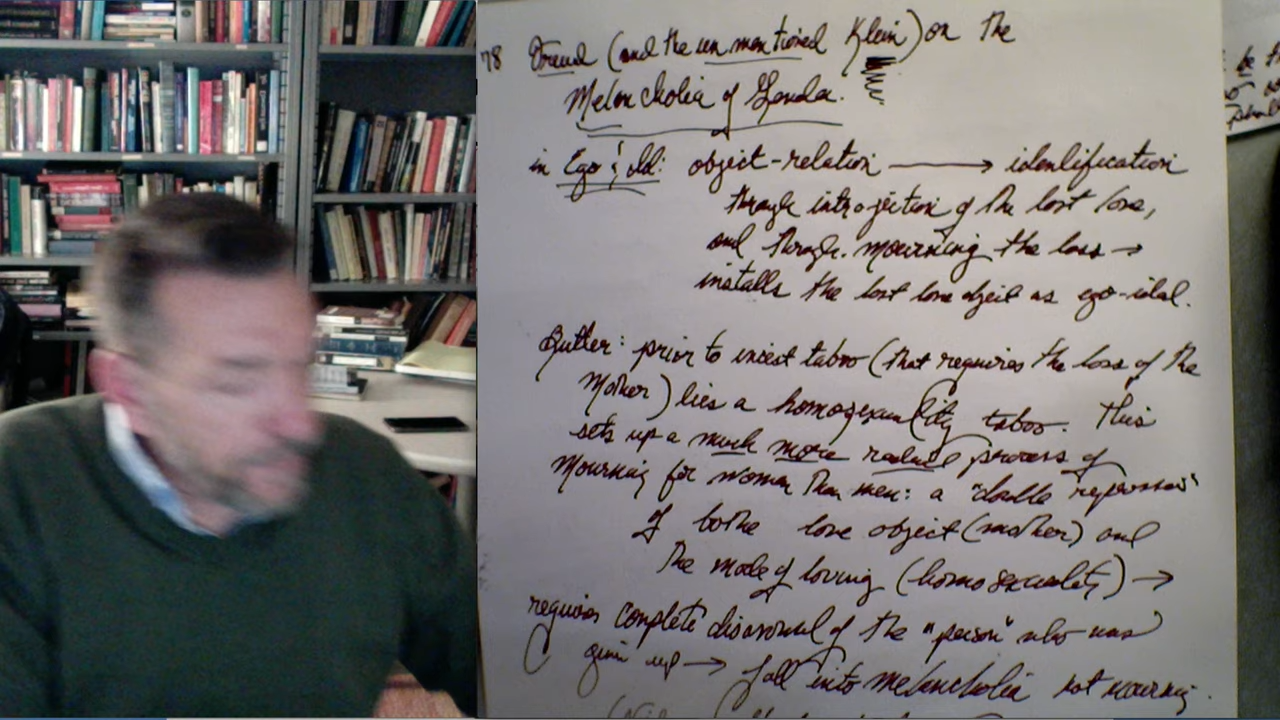 78 Freud (and the unmentioned Klein) on the
Melancholia of Gender.
in Ego & Id: object-relation → identification
through introjection of the lost love,
and through mourning the loss →
installs the lost love object as ego-ideal.
Butler: prior to incest taboo (that requires the loss of the
Mother) lies a homosexuality taboo. This
sets up a much more radical process of
Mourning for women than men: a "double repression"
of bothe love object (mother) and
the mode of loving (homosexuality) →
requires complete disavowal of the "person" who was
given up → fall into melancholia not mourning.
be